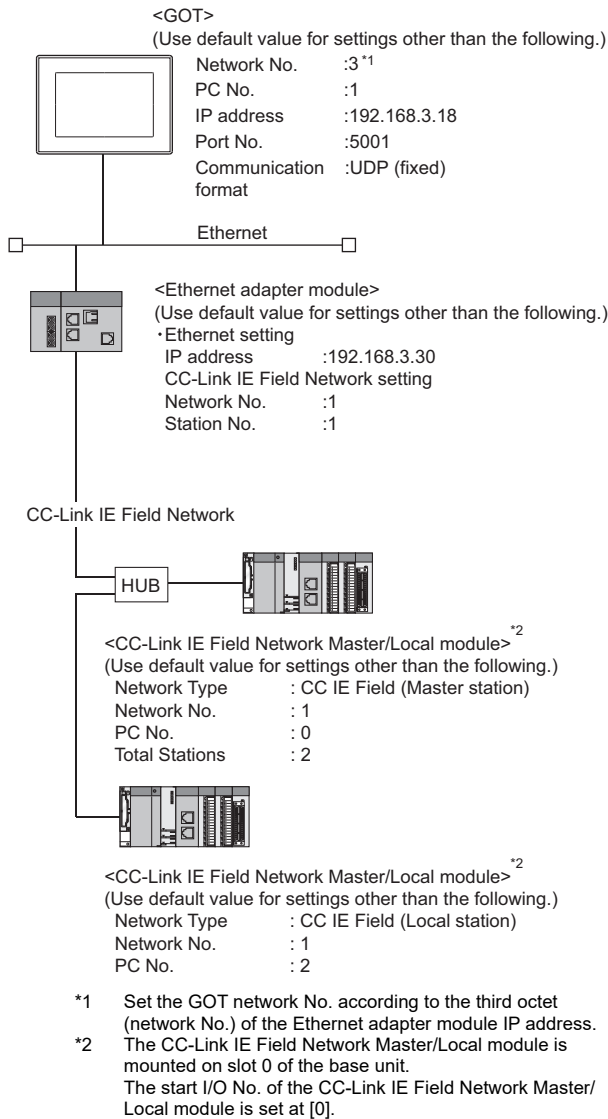 <GOT>
(Use default value for settings other than the following.)
Network No. :3 *1
PC No. :1
IP address :192.168.3.18
Port No. :5001
Communication :UDP (fixed)
format
Ethernet
<Ethernet adapter module>
(Use default value for settings other than the following.)
・Ethernet setting
IP address :192.168.3.30
CC-Link IE Field Network setting
Network No. :1
Station No. :1
CC-Link IE Field Network
HUB
<CC-Link IE Field Network Master/Local module> *2
(Use default value for settings other than the following.)
Network Type : CC IE Field (Master station)
Network No. : 1
PC No. : 0
Total Stations : 2
<CC-Link IE Field Network Master/Local module> *2
(Use default value for settings other than the following.)
Network Type : CC IE Field (Local station)
Network No. : 1
PC No. : 2
*1 Set the GOT network No. according to the third octet
(network No.) of the Ethernet adapter module IP address.
*2 The CC-Link IE Field Network Master/Local module is
mounted on slot 0 of the base unit.
The start I/O No. of the CC-Link IE Field Network Master/
Local module is set at [0].